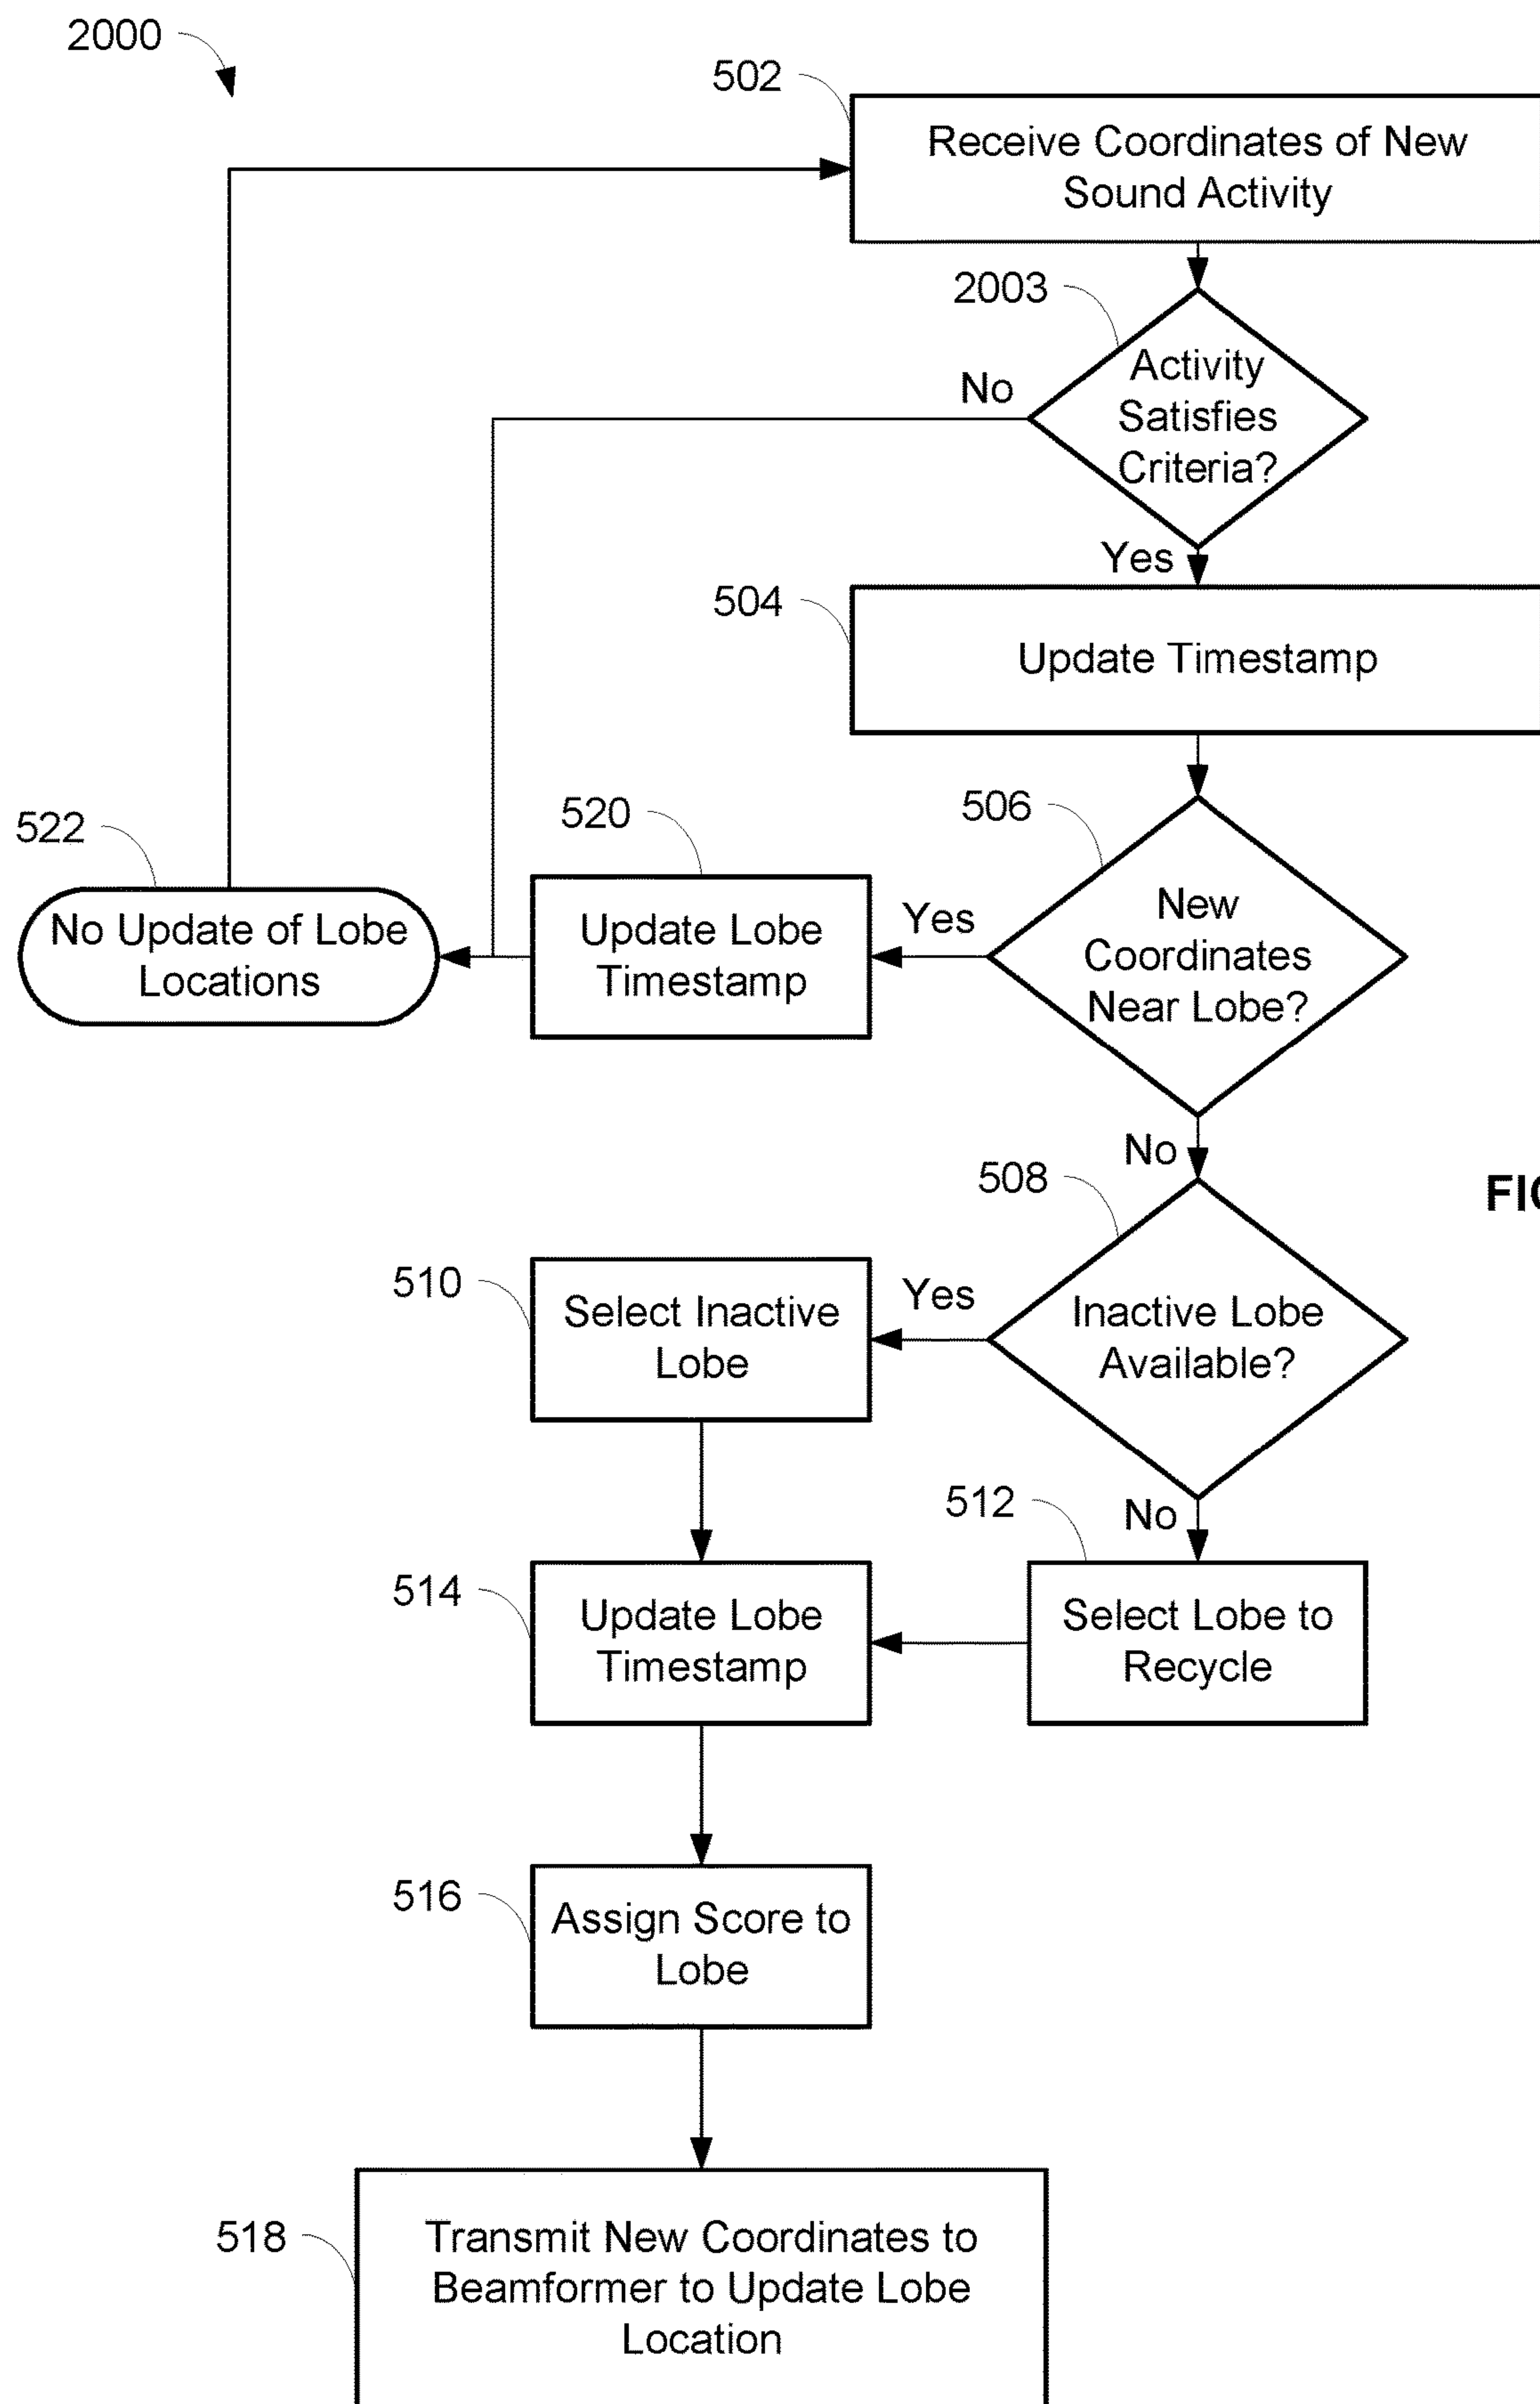 2000
502
Receive Coordinates of New
Sound Activity
2003
No
Activity
Satisfies
Criteria?
Yes
504
Update Timestamp
522
520
506
No Update of Lobe
Locations
Update Lobe
Timestamp
Yes
New
Coordinates
Near Lobe?
No
508
510
Select Inactive
Lobe
Yes
Inactive Lobe
Available?
512
No
514
Update Lobe
Timestamp
Select Lobe to
Recycle
516
Assign Score to
Lobe
518
Transmit New Coordinates to
Beamformer to Update Lobe
Location